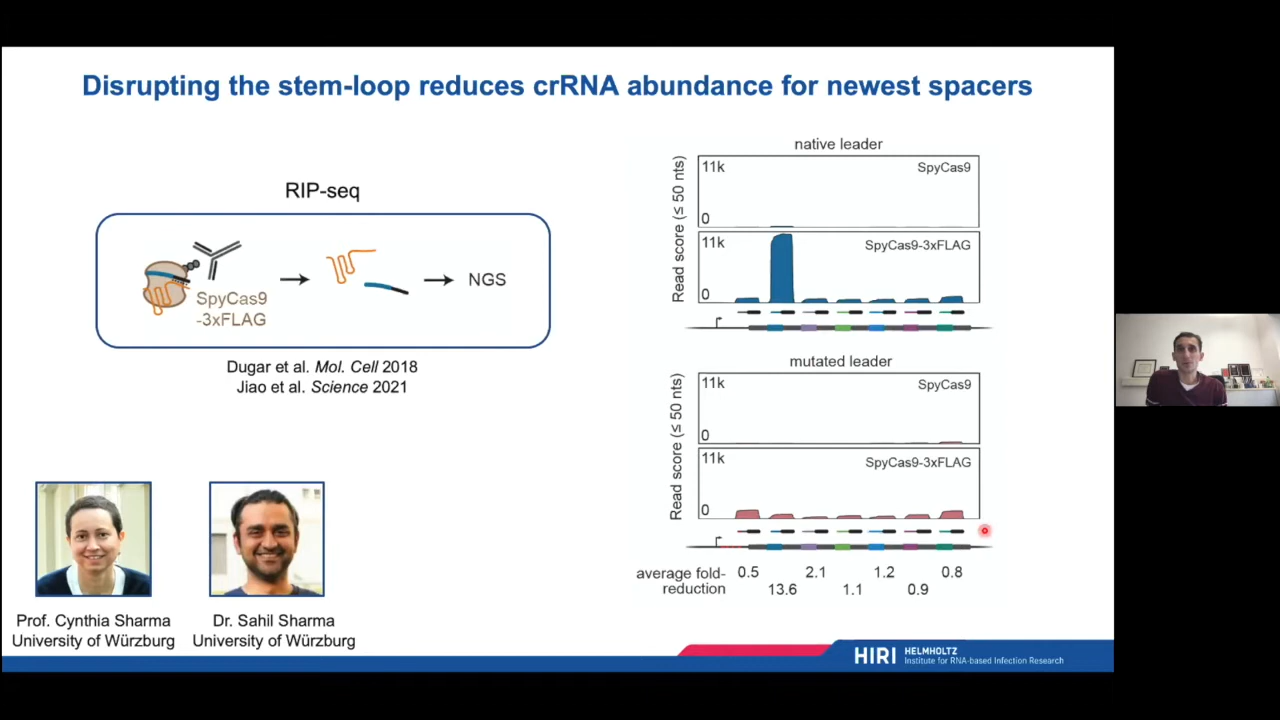 Disrupting the stem-loop reduces crRNA abundance for newest spacers
RIP-seq
SpyCas9
-3xFLAG
NGS
Dugar et al. Mol. Cell 2018
Jiao et al. Science 2021
Prof. Cynthia Sharma
University of Würzburg
Dr. Sahil Sharma
University of Würzburg
native leader
Read score (≤ 50 nts)
11k
SpyCas9
0
11k
SpyCas9-3xFLAG
0
mutated leader
Read score (≤ 50 nts)
11k
SpyCas9
0
11k
SpyCas9-3xFLAG
0
average fold-
reduction
0.5
13.6
2.1
1.1
1.2
0.9
0.8
HIRI
HELMHOLTZ
Institute for RNA-based Infection Research